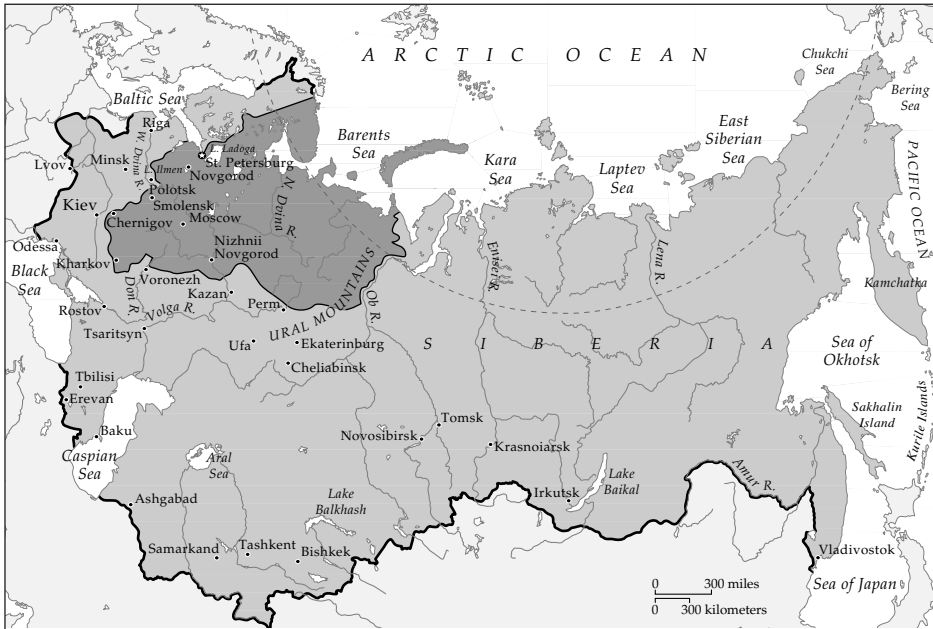 ARCTIC OCEAN
Chukchi
Sea
Bering
Sea
PACIFIC OCEAN
Baltic Sea
Barents
Sea
Kara
Sea
Laptev
Sea
East
Siberian
Sea
Riga
W. Dvina R.
L. Ladoga
St. Petersburg
L. Ilmen
Novgorod
Lvov
Minsk
Polotsk
Smolensk
Kiev
Chernigov
Moscow
N. Dvina R.
Nizhnii
Novgorod
Odessa
Kharkov
Black
Sea
Voronezh
Don R.
Kazan
Volga R.
Rostov
Tsaritsyn
Perm
URAL MOUNTAINS
Ob R.
Enisei R.
Lena R.
Kamchatka
Ufa
Ekaterinburg
Cheliabinsk
SIBERIA
Sea of
Okhotsk
Tbilisi
Erevan
Baku
Caspian
Sea
Aral
Sea
Novosibirsk
Tomsk
Krasnoiarsk
Sakhalin
Island
Kurile Islands
Lake
Baikal
Irkutsk
Amur R.
Ashgabad
Lake
Balkhash
Samarkand
Tashkent
Bishkek
Vladivostok
Sea of Japan
0 300 miles
0 300 kilometers